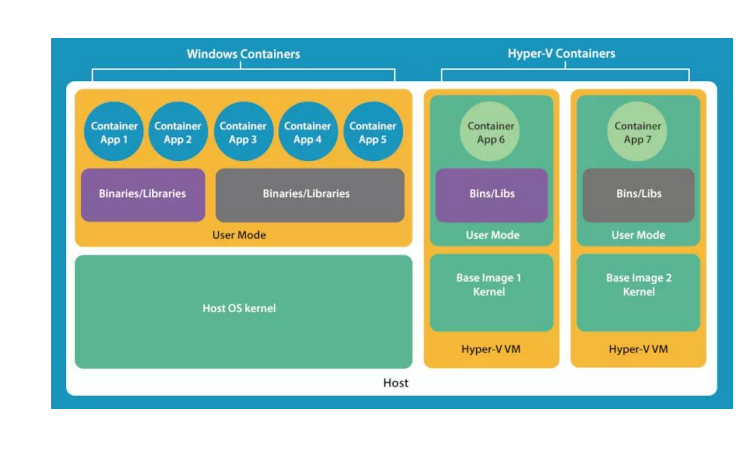 Windows Containers
Hyper-V Containers
Container
App 1
Container
App 2
Container
App 3
Container
App 4
Container
App 5
Binaries/Libraries
Binaries/Libraries
User Mode
Host OS kernel
Container
App 6
Bins/Libs
User Mode
Base Image 1
Kernel
Hyper-V VM
Container
App 7
Bins/Libs
User Mode
Base Image 2
Kernel
Hyper-V VM
Host